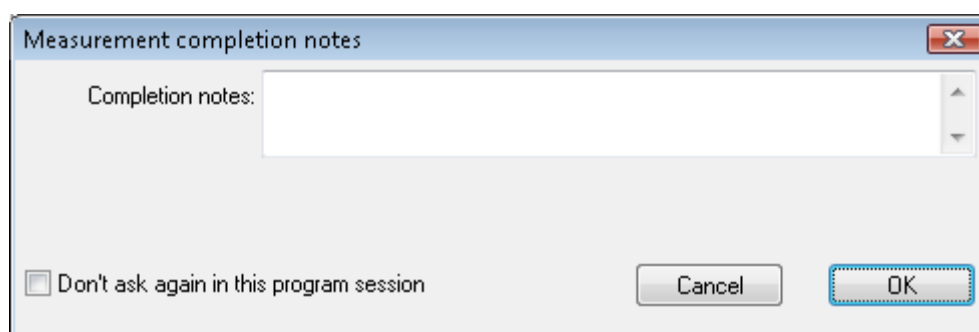 Measurement completion notes
Completion notes:
Don't ask again in this program session
Cancel
OK